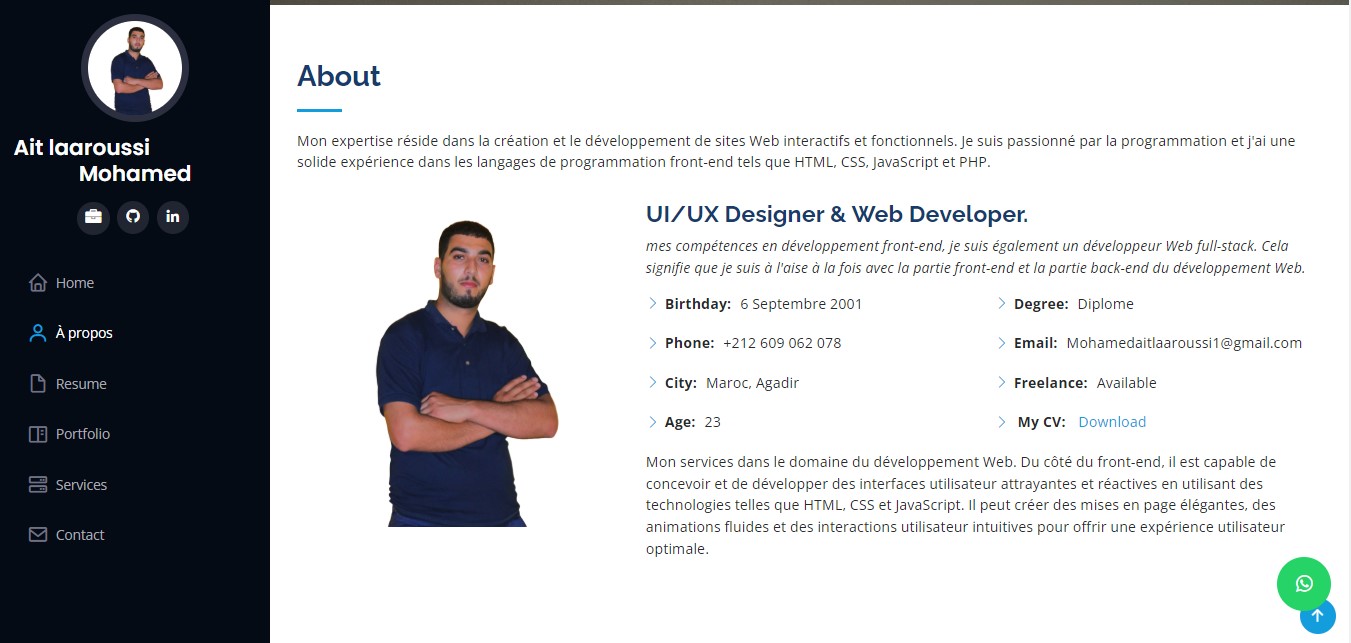 Ait laaroussi
Mohamed
Home
À propos
Resume
Portfolio
Services
Contact
About
Mon expertise réside dans la création et le développement de sites Web interactifs et fonctionnels. Je suis passionné par la programmation et j'ai une
solide expérience dans les langages de programmation front-end tels que HTML, CSS, JavaScript et PHP.
UI/UX Designer & Web Developer.
mes compétences en développement front-end, je suis également un développeur Web full-stack. Cela
signifie que je suis à l'aise à la fois avec la partie front-end et la partie back-end du développement Web.
Birthday: 6 Septembre 2001
Degree: Diplome
Phone: +212 609 062 078
Email: Mohamedaitlaaroussi1@gmail.com
City: Maroc, Agadir
Freelance: Available
Age: 23
My CV: Download
Mon services dans le domaine du développement Web. Du côté du front-end, il est capable de
concevoir et de développer des interfaces utilisateur attrayantes et réactives en utilisant des
technologies telles que HTML, CSS et JavaScript. Il peut créer des mises en page élégantes, des
animations fluides et des interactions utilisateur intuitives pour offrir une expérience utilisateur
optimale.